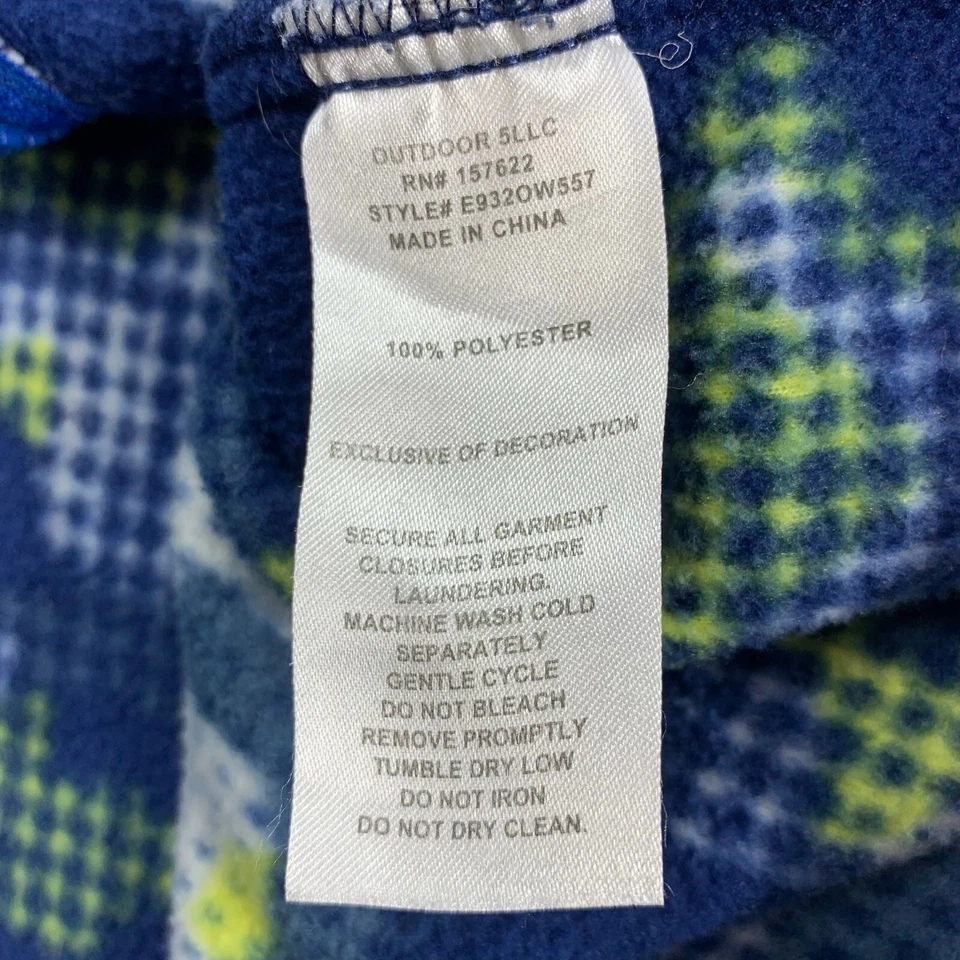 OUTDOOR 5LLC
RN# 157622
STYLE# E932OW557
MADE IN CHINA
100% POLYESTER
EXCLUSIVE OF DECORATION
SECURE ALL GARMENT
CLOSURES BEFORE
LAUNDERING.
MACHINE WASH COLD
SEPARATELY
GENTLE CYCLE
DO NOT BLEACH
REMOVE PROMPTLY
TUMBLE DRY LOW
DO NOT IRON
DO NOT DRY CLEAN.